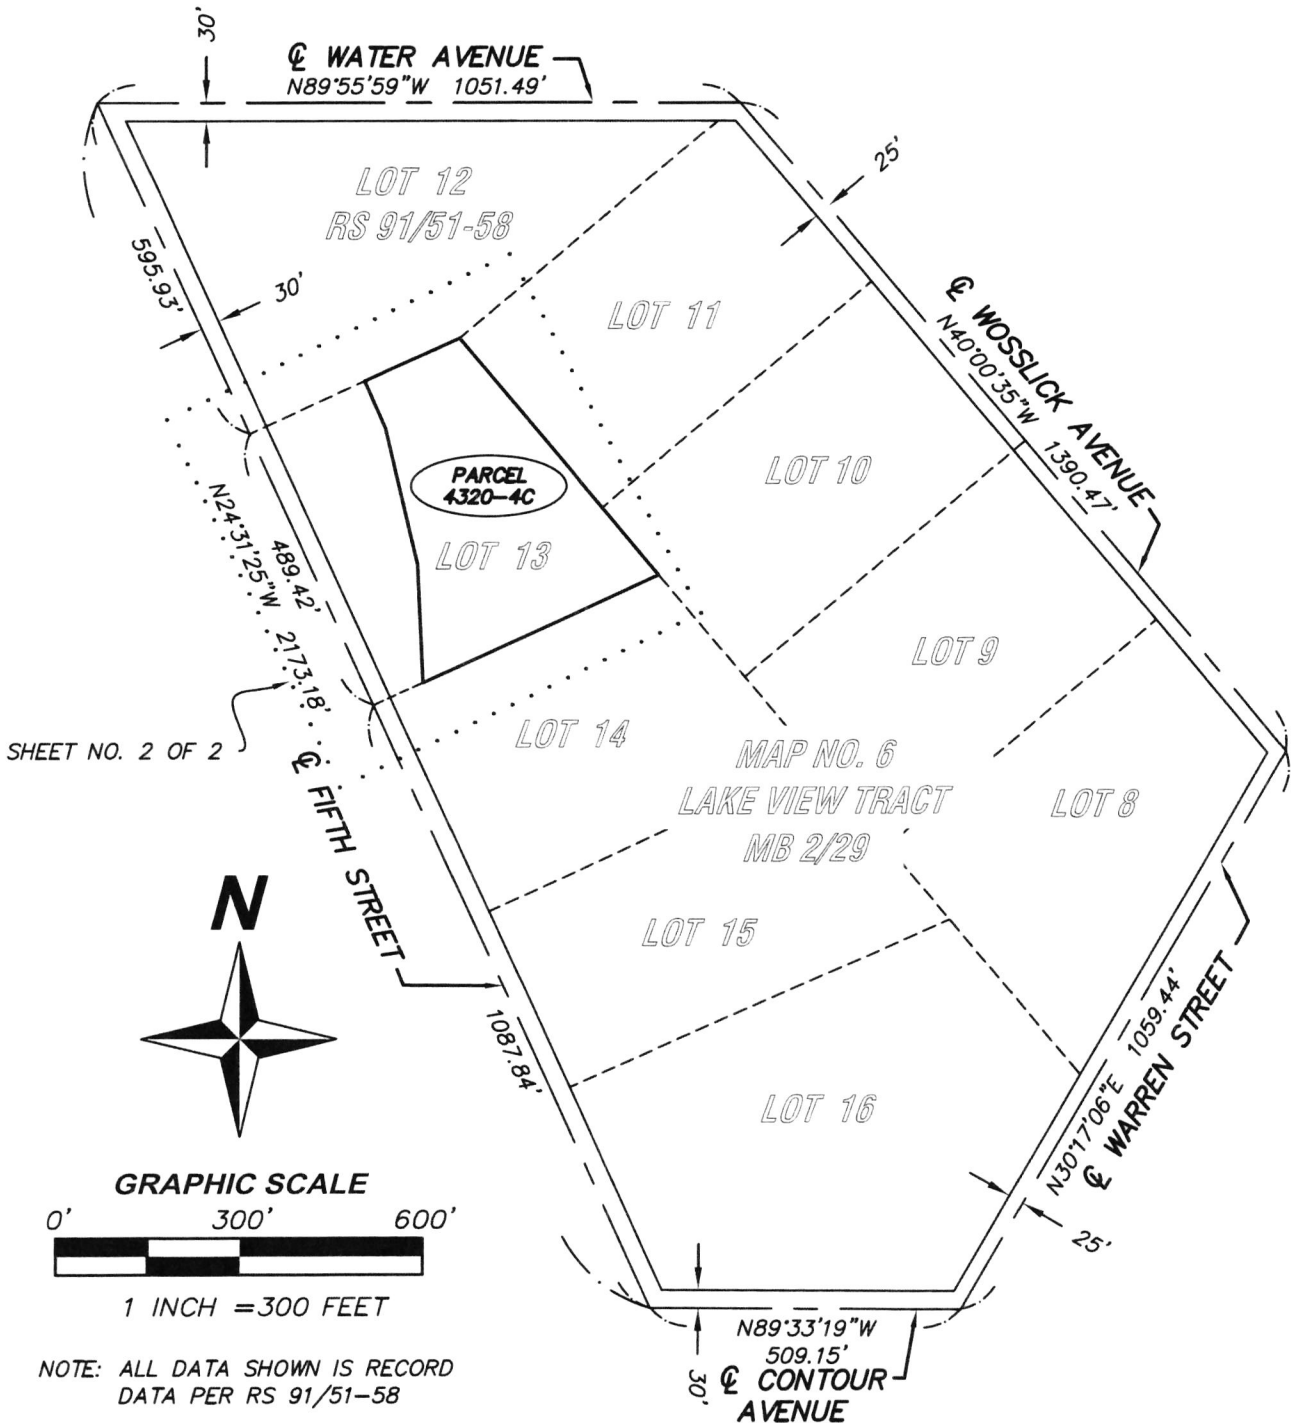 30'
℄ WATER AVENUE
N89°55'59"W 1051.49'
25'
LOT 12
RS 91/51-58
595.93'
30'
LOT 11
℄ WOSSLICK AVENUE
N40°00'35"W 1390.47'
PARCEL
4320-4C
LOT 10
LOT 13
N24°31'25"W 2173.18'
489.42'
LOT 9
SHEET NO. 2 OF 2
LOT 14
MAP NO. 6
LAKE VIEW TRACT
MB 2/29
LOT 8
℄ FIFTH STREET
N
LOT 15
1087.84'
LOT 16
N30°17'06"E 1059.44'
℄ WARREN STREET
25'
GRAPHIC SCALE
0' 300' 600'
1 INCH =300 FEET
NOTE: ALL DATA SHOWN IS RECORD
DATA PER RS 91/51-58
N89°33'19"W
509.15'
30'
℄ CONTOUR
AVENUE